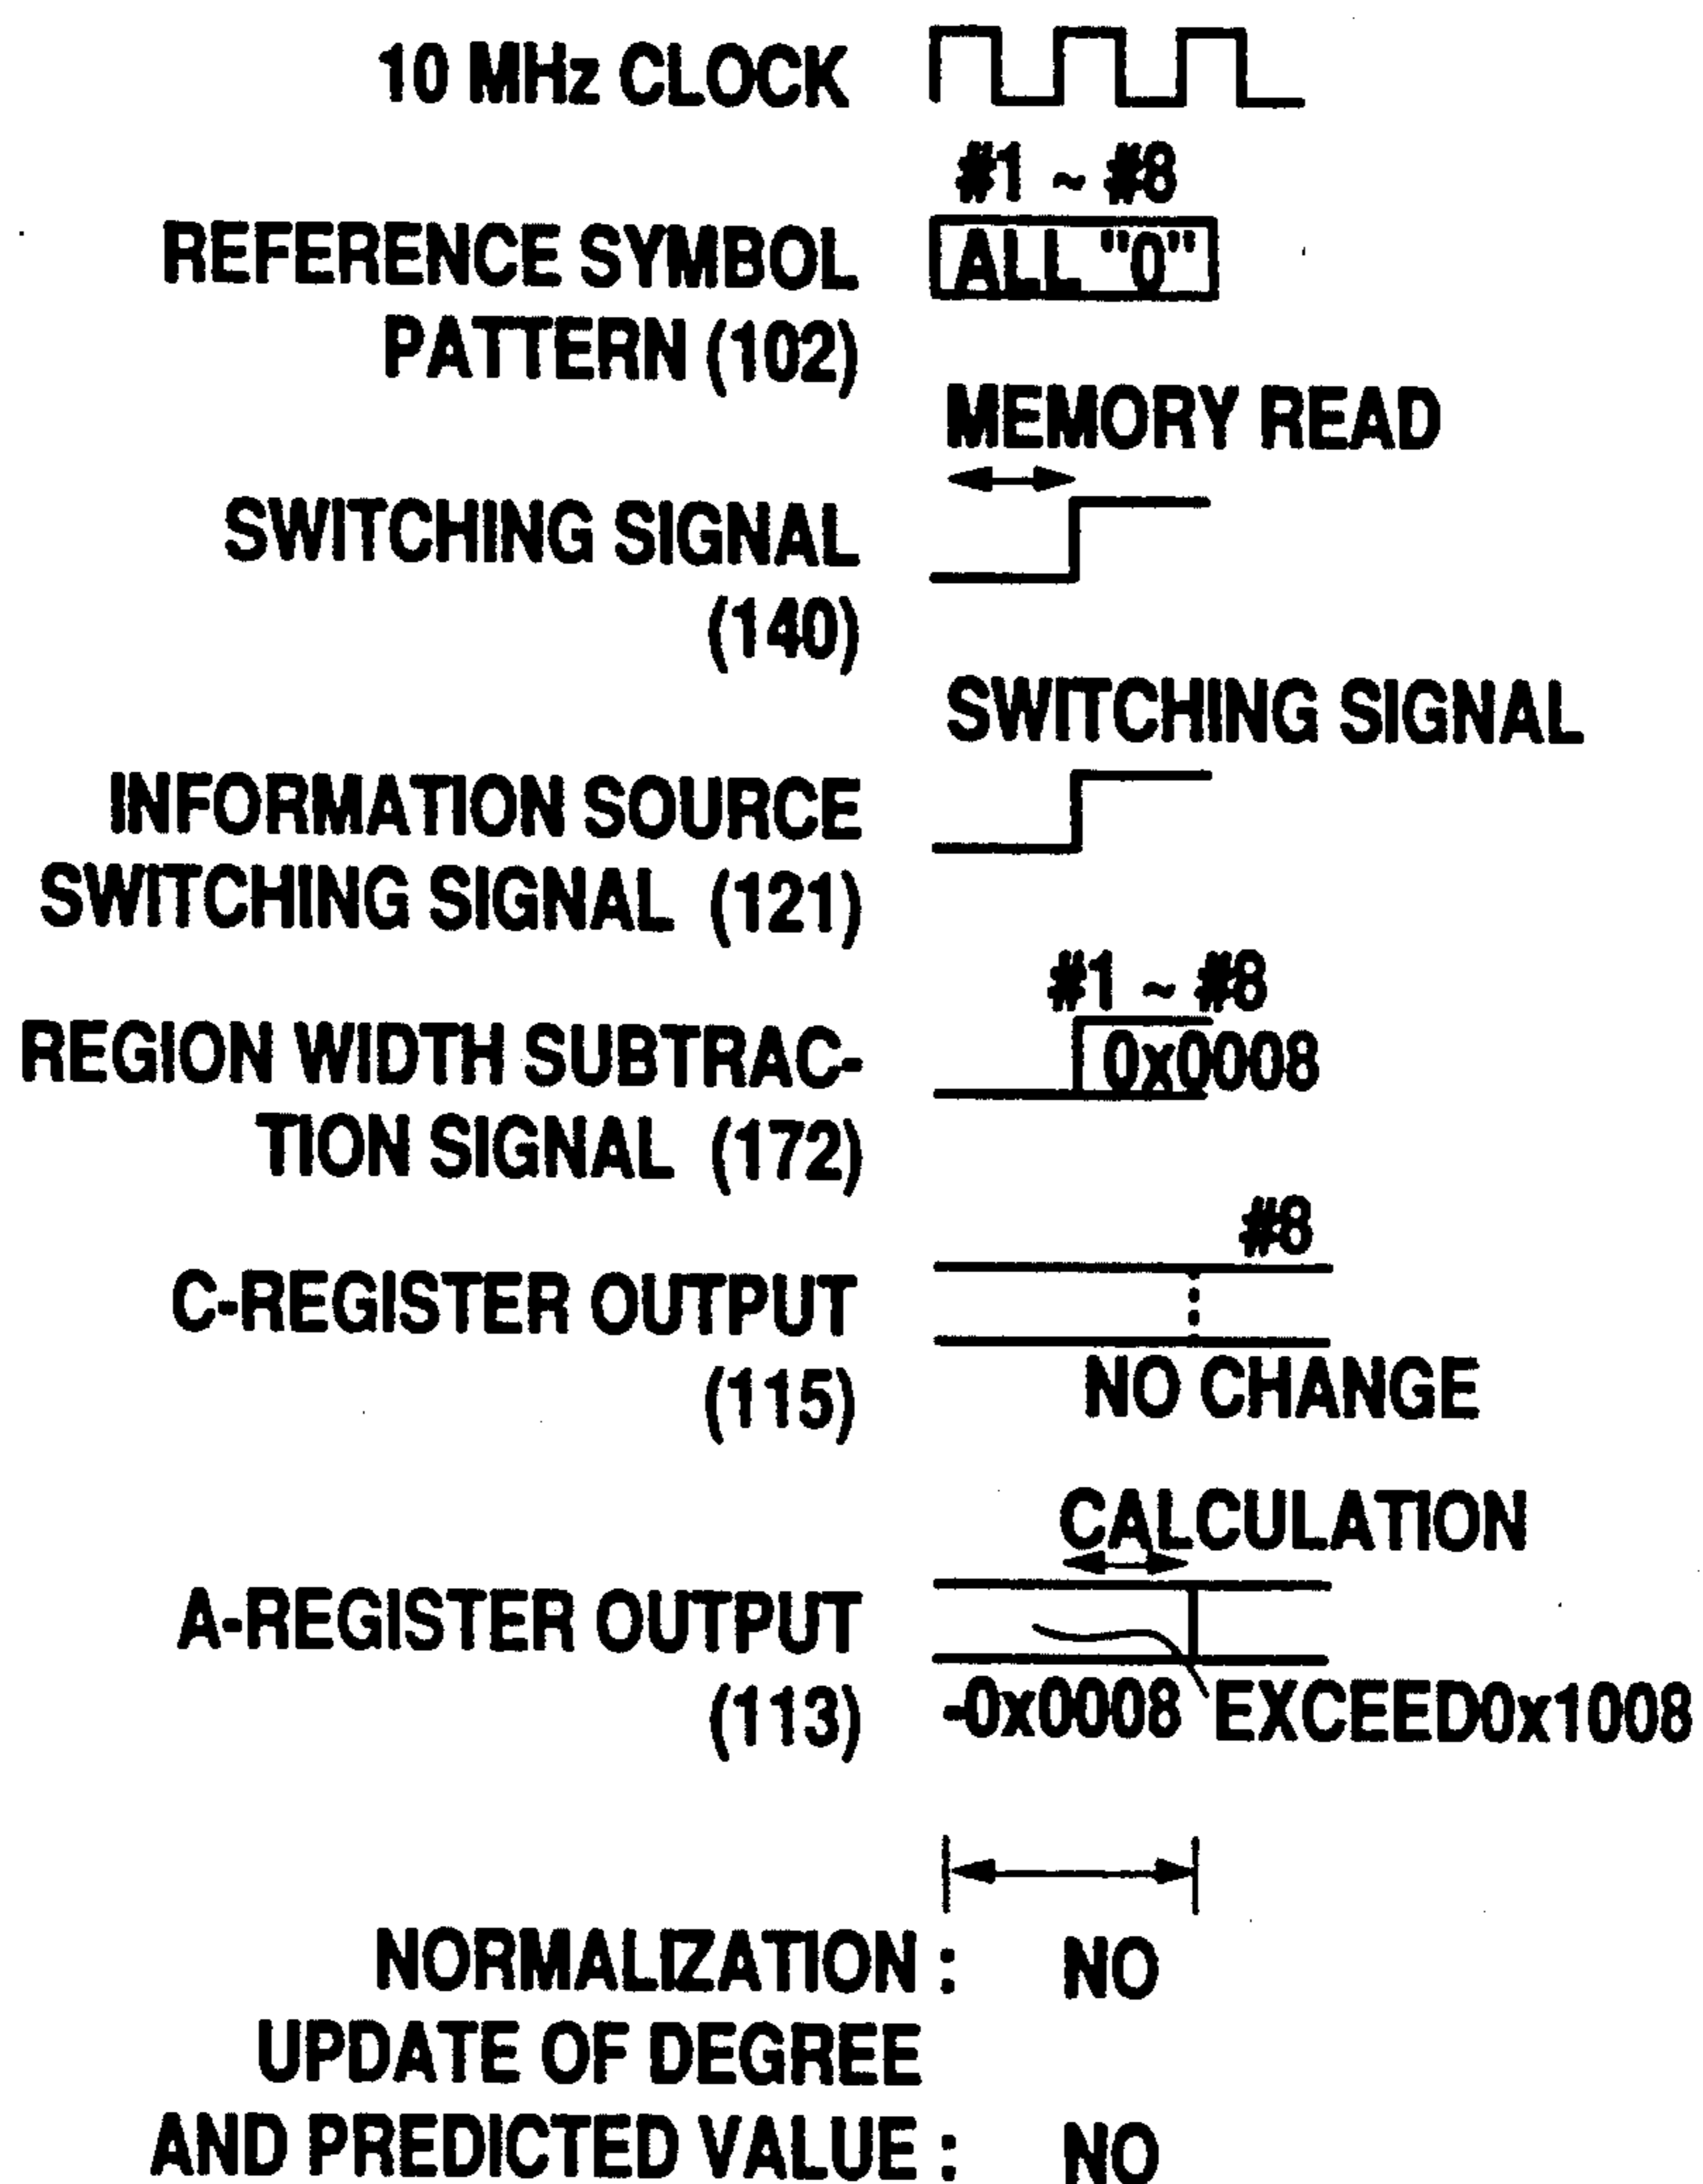 10 MHz CLOCK
#1 ~ #8
REFERENCE SYMBOL
PATTERN (102)
ALL "0"
MEMORY READ
SWITCHING SIGNAL
(140)
SWITCHING SIGNAL
INFORMATION SOURCE
SWITCHING SIGNAL (121)
#1 ~ #8
REGION WIDTH SUBTRAC-
TION SIGNAL (172)
0x0008
#8
C-REGISTER OUTPUT
(115)
NO CHANGE
CALCULATION
A-REGISTER OUTPUT
(113)
-0x0008 EXCEED0x1008
NORMALIZATION : NO
UPDATE OF DEGREE
AND PREDICTED VALUE : NO